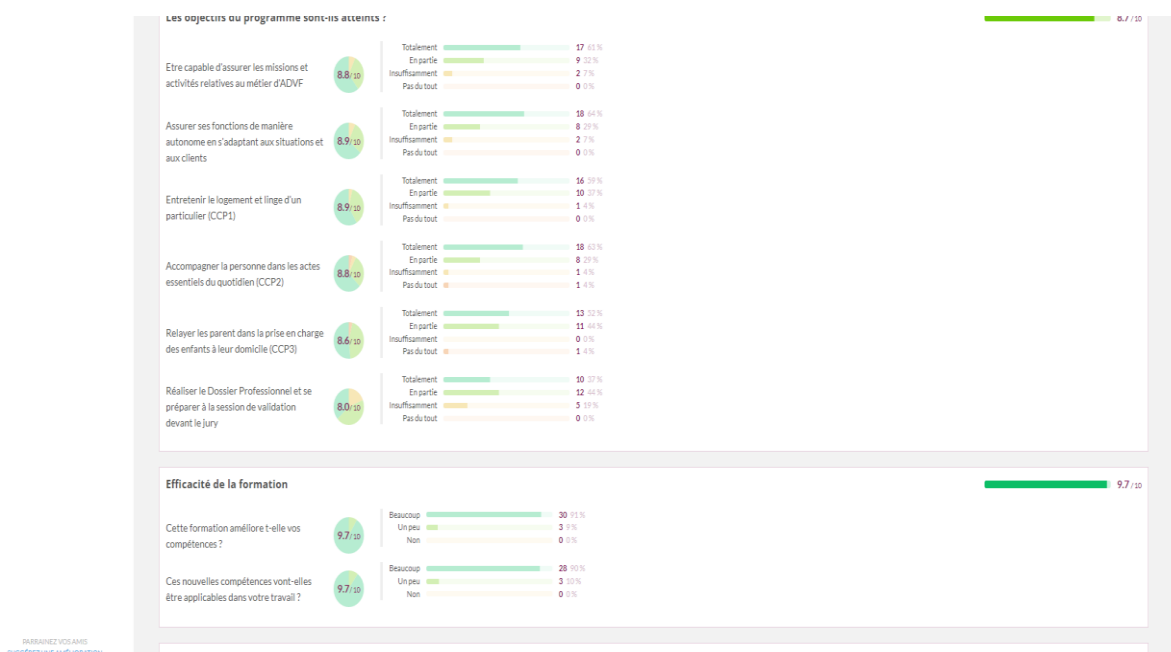 Les objectifs du programme sont-ils atteints ?
8.7/10
Etre capable d'assurer les missions et
activités relatives au métier d'ADVF
8.8/10
Totalement 17 61%
En partie 9 32%
Insuffisamment 2 7%
Pas du tout 0 0%
Assurer ses fonctions de manière
autonome en s'adaptant aux situations et
aux clients
8.9/10
Totalement 18 64%
En partie 8 29%
Insuffisamment 2 7%
Pas du tout 0 0%
Entretenir le logement et linge d'un
particulier (CCP1)
8.9/10
Totalement 16 59%
En partie 10 37%
Insuffisamment 1 4%
Pas du tout 0 0%
Accompagner la personne dans les actes
essentiels du quotidien (CCP2)
8.8/10
Totalement 18 63%
En partie 8 29%
Insuffisamment 1 4%
Pas du tout 1 4%
Relayer les parent dans la prise en charge
des enfants à leur domicile (CCP3)
8.6/10
Totalement 13 52%
En partie 11 44%
Insuffisamment 0 0%
Pas du tout 1 4%
Réaliser le Dossier Professionnel et se
préparer à la session de validation
devant le jury
8.0/10
Totalement 10 37%
En partie 12 44%
Insuffisamment 5 19%
Pas du tout 0 0%
Efficacité de la formation
9.7/10
Cette formation améliore t-elle vos
compétences ?
9.7/10
Beaucoup 30 91%
Un peu 3 9%
Non 0 0%
Ces nouvelles compétences vont-elles
être applicables dans votre travail ?
9.7/10
Beaucoup 28 90%
Un peu 3 10%
Non 0 0%
PARRAINEZ VOS AMIS